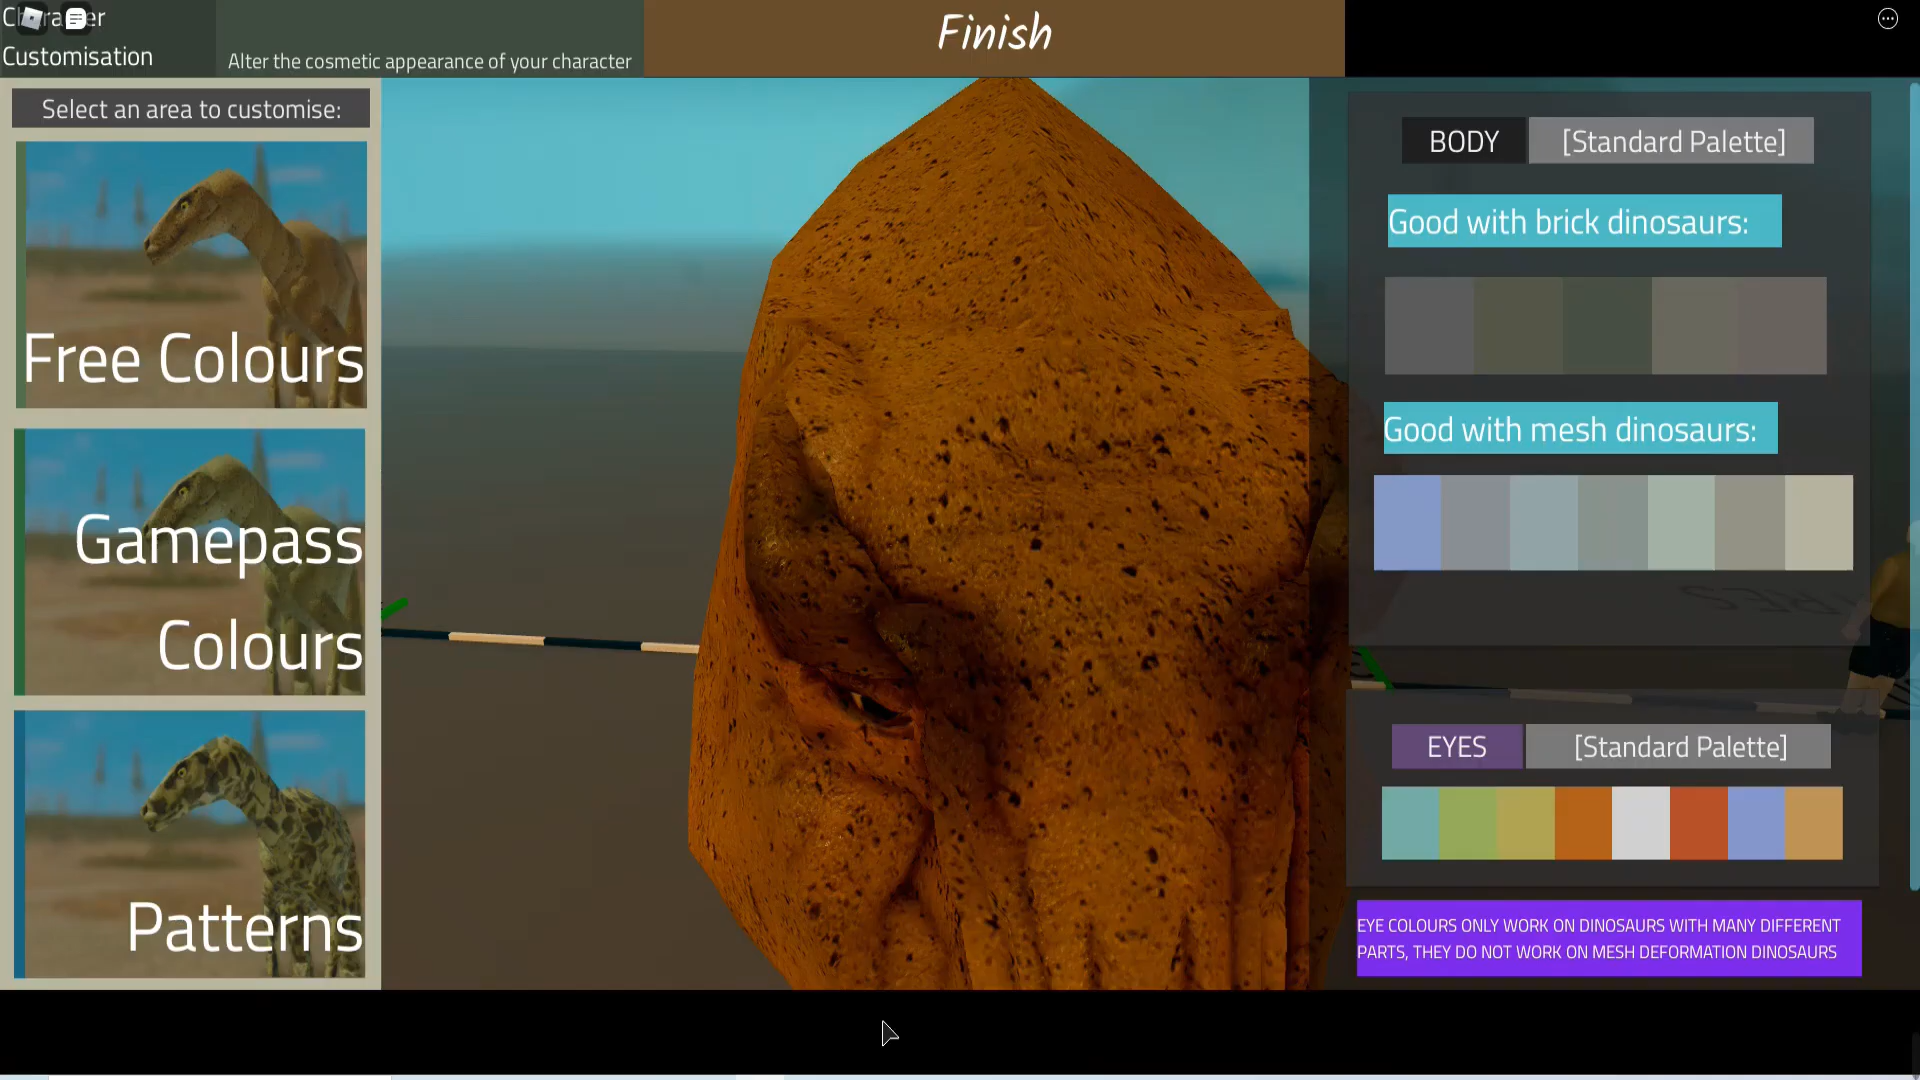 Character
Customisation
Alter the cosmetic appearance of your character
Finish
Select an area to customise:
Free Colours
Gamepass
Colours
Patterns
BODY
[Standard Palette]
Good with brick dinosaurs:
Good with mesh dinosaurs:
EYES
[Standard Palette]
EYE COLOURS ONLY WORK ON DINOSAURS WITH MANY DIFFERENT
PARTS, THEY DO NOT WORK ON MESH DEFORMATION DINOSAURS